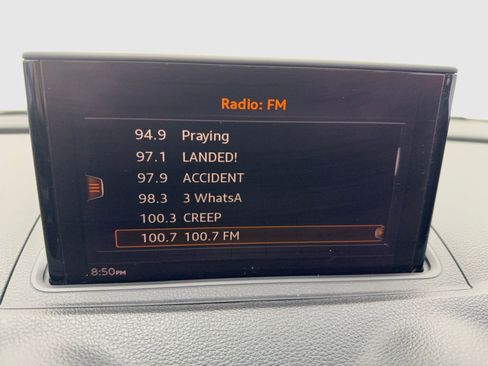 Radio: FM
94.9 Praying
97.1 LANDED!
97.9 ACCIDENT
98.3 3 WhatsA
100.3 CREEP
100.7 100.7 FM
8:50PM